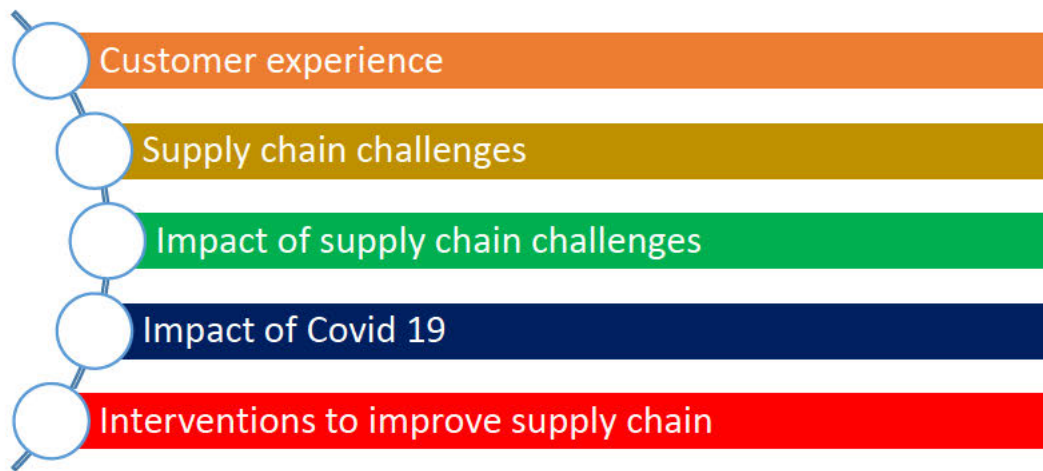 Customer experience
Supply chain challenges
Impact of supply chain challenges
Impact of Covid 19
Interventions to improve supply chain